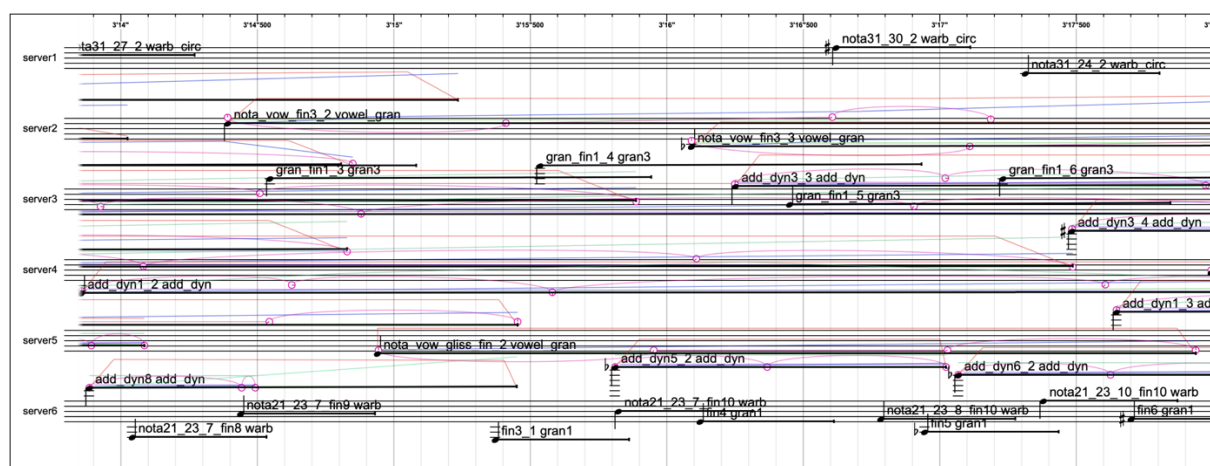 3'14" 3'14"500 3'15" 3'15"500 3'16" 3'16"500 3'17" 3'17"500
server1
ta31_27_2 warb_circ
nota31_30_2 warb_circ
nota31_24_2 warb_circ
server2
nota_vow_fin3_2 vowel_gran
nota_vow_fin3_3 vowel_gran
gran_fin1_3 gran3
gran_fin1_4 gran3
add_dyn3_3 add_dyn
gran_fin1_6 gran3
server3
gran_fin1_5 gran3
add_dyn3_4 add_dyn
server4
add_dyn1_2 add_dyn
add_dyn1_3 ad
server5
nota_vow_gliss_fin_2 vowel_gran
add_dyn5_2 add_dyn
add_dyn6_2 add_dyn
add_dyn8 add_dyn
server6
nota21_23_7_fin9 warb
nota21_23_7_fin10 warb
fin4 gran1
nota21_23_8_fin10 warb
nota21_23_10_fin10 warb
fin6 gran1
nota21_23_7_fin8 warb
fin3_1 gran1
fin5 gran1